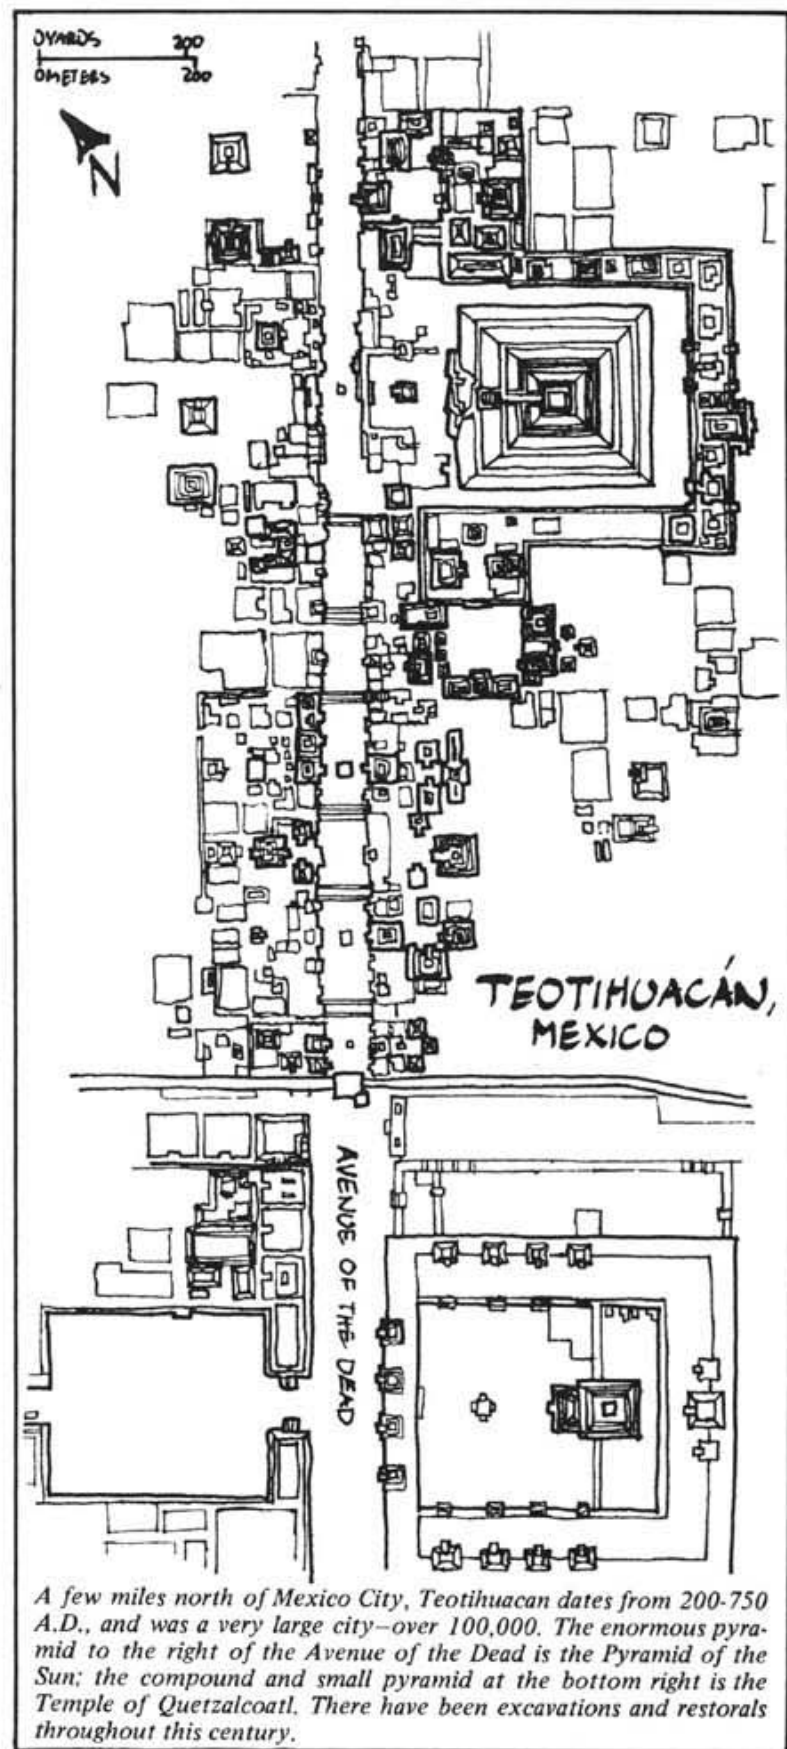 0 YARDS 200
0 METERS 200
N
TEOTIHUACÁN,
MEXICO
AVENUE OF THE DEAD
A few miles north of Mexico City, Teotihuacan dates from 200-750
A.D., and was a very large city—over 100,000. The enormous pyra-
mid to the right of the Avenue of the Dead is the Pyramid of the
Sun; the compound and small pyramid at the bottom right is the
Temple of Quetzalcoatl. There have been excavations and restorals
throughout this century.